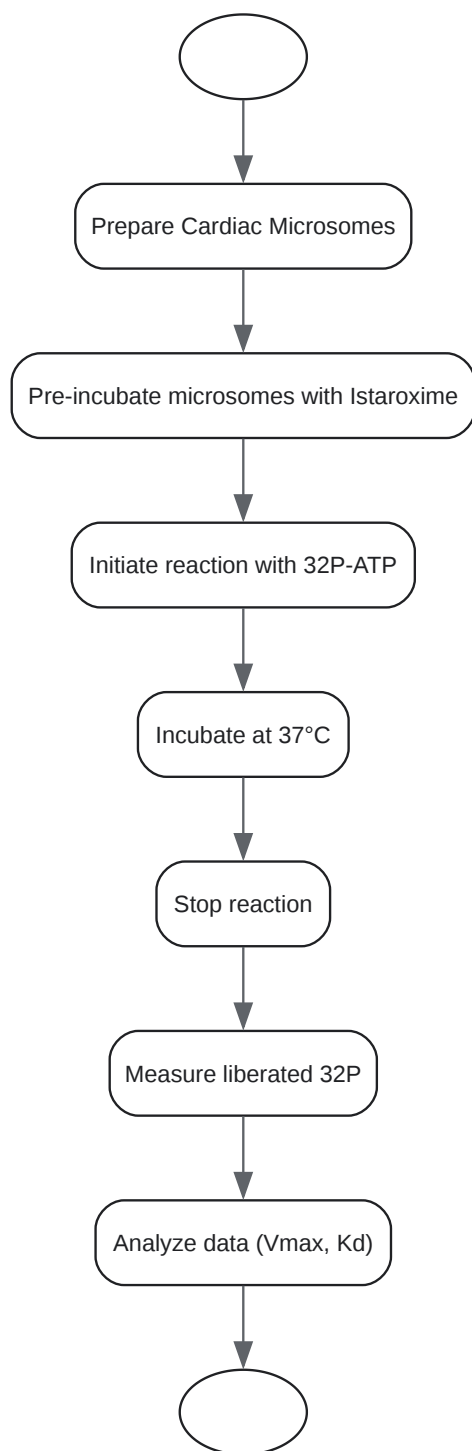 Prepare Cardiac Microsomes
Pre-incubate microsomes with Istaroxime
Initiate reaction with 32P-ATP
Incubate at 37°C
Stop reaction
Measure liberated 32P
Analyze data (Vmax, Kd)